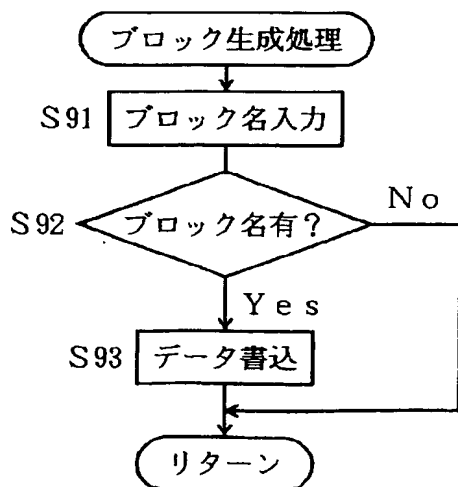 ブロック生成処理
S91 ブロック名入力
S92 ブロック名有?
No
Yes
S93 データ書込
リターン